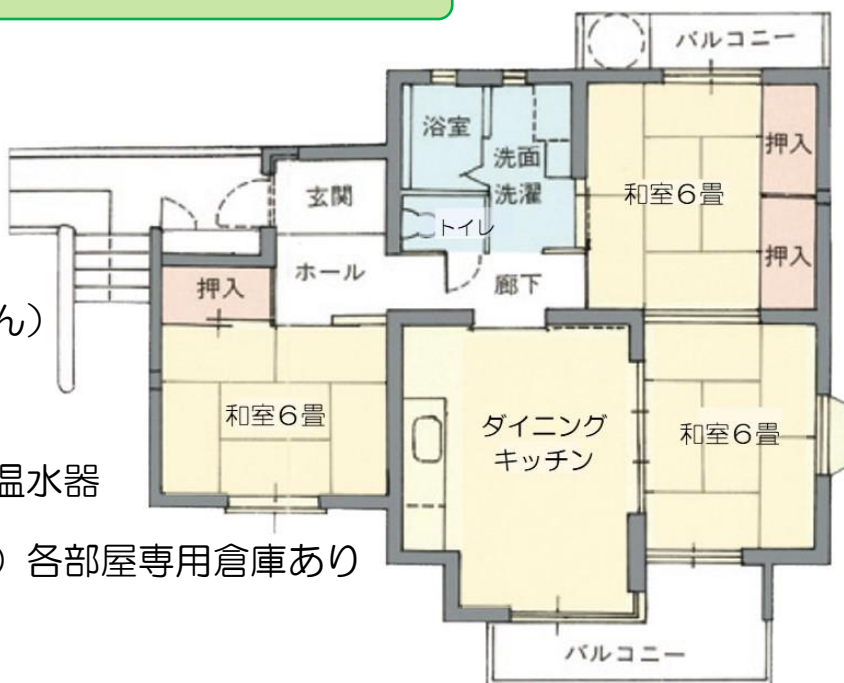 バルコニー
浴室
洗面
洗濯
押入
和室６畳
玄関
トイレ
押入
ホール
廊下
押入
ん）
和室６畳
ダイニング
キッチン
和室６畳
温水器
）各部屋専用倉庫あり
バルコニー